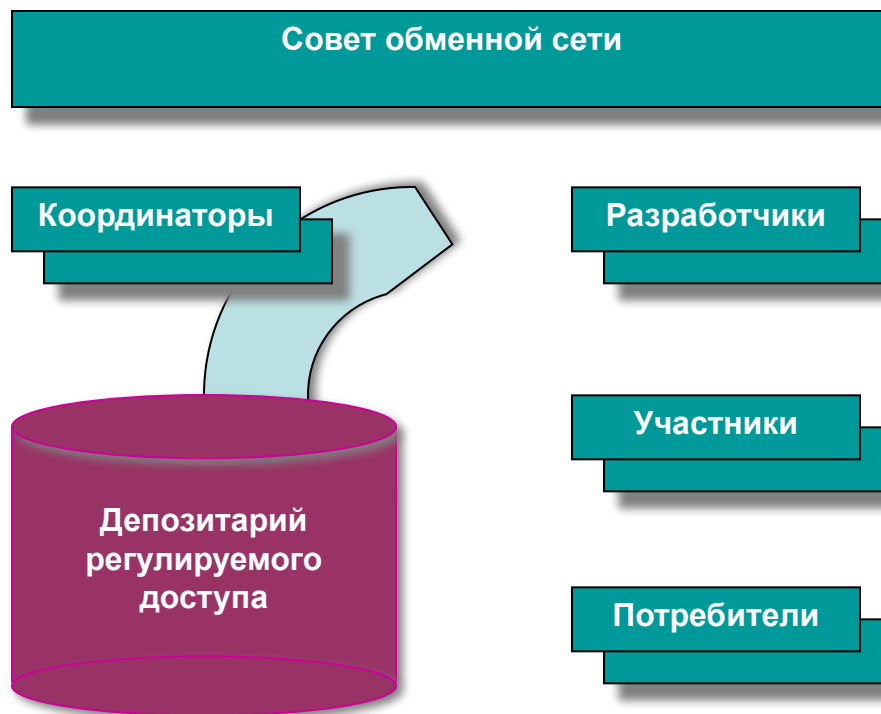 Совет обменной сети
Координаторы
Разработчики
Участники
Депозитарий
регулируемого
доступа
Потребители